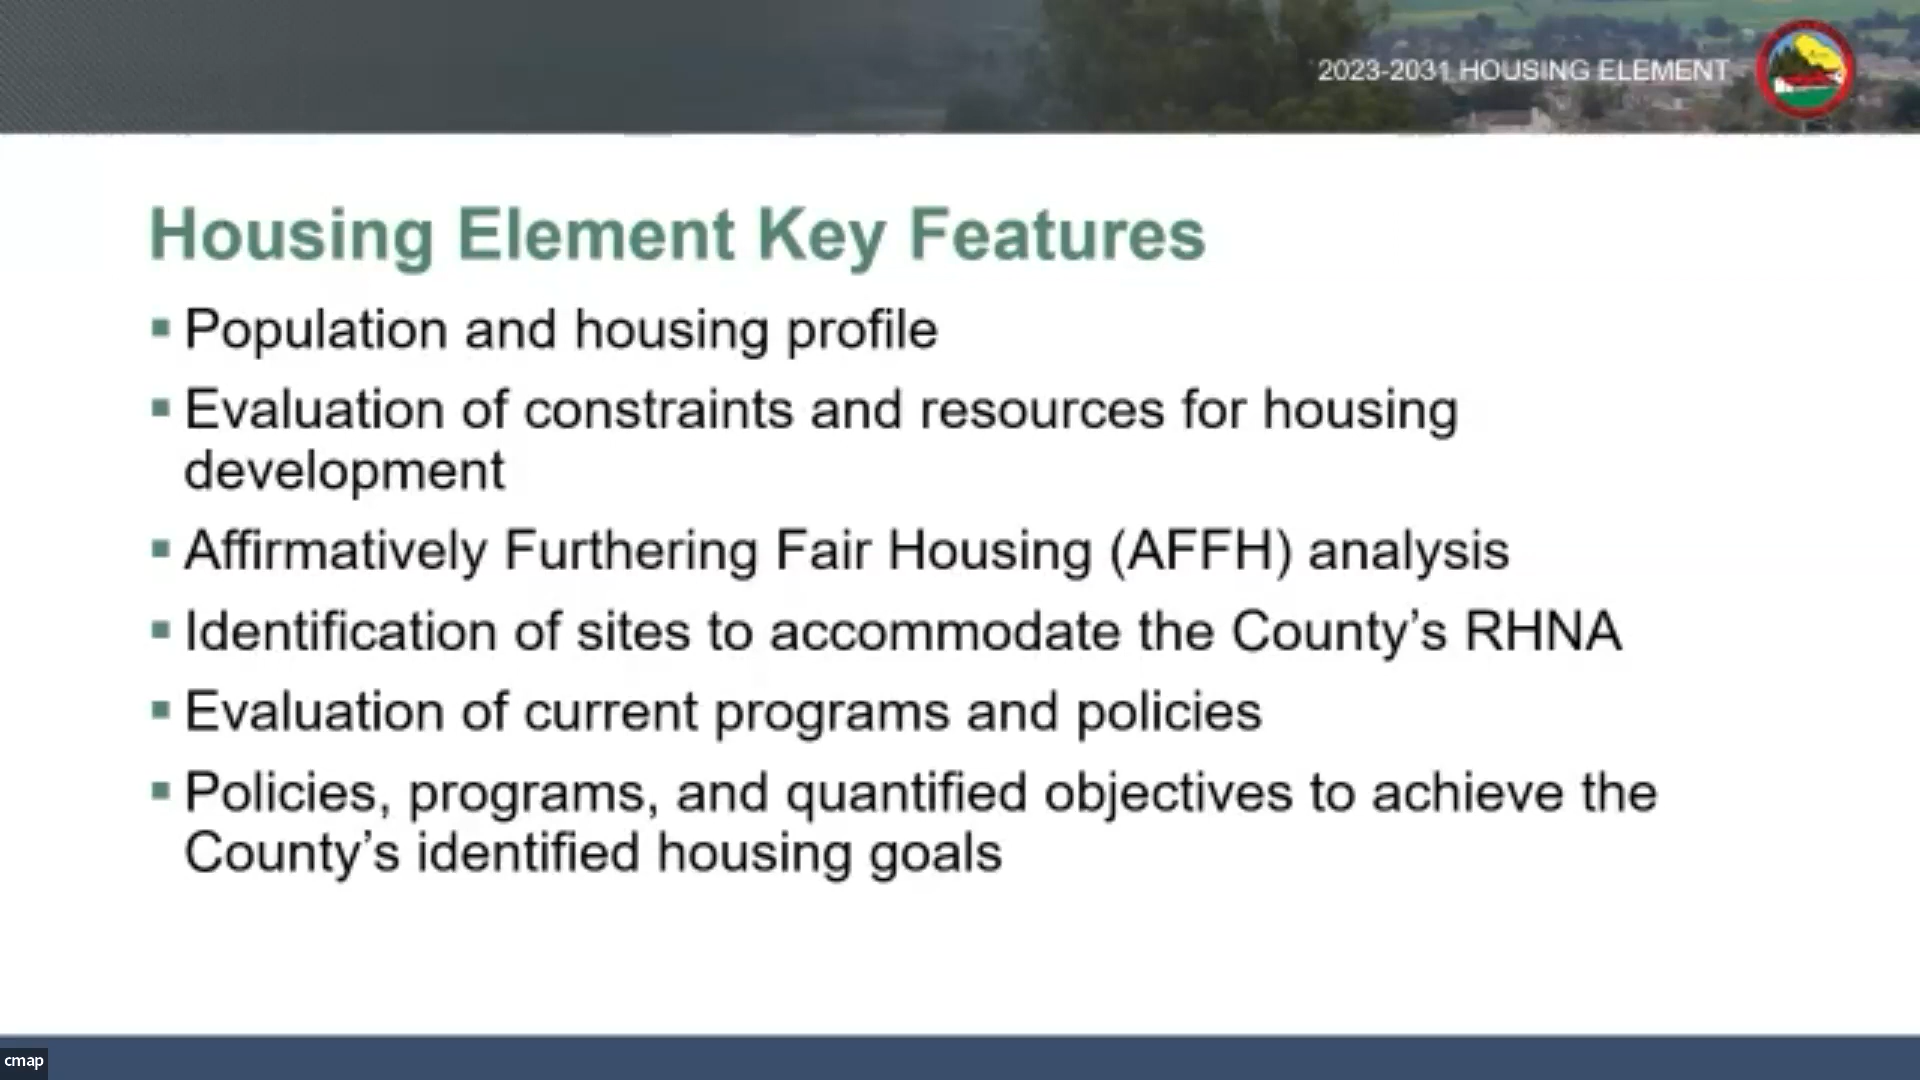 2023-2031 HOUSING ELEMENT
Housing Element Key Features
▪ Population and housing profile
▪ Evaluation of constraints and resources for housing
development
▪ Affirmatively Furthering Fair Housing (AFFH) analysis
▪ Identification of sites to accommodate the County’s RHNA
▪ Evaluation of current programs and policies
▪ Policies, programs, and quantified objectives to achieve the
County’s identified housing goals
cmap